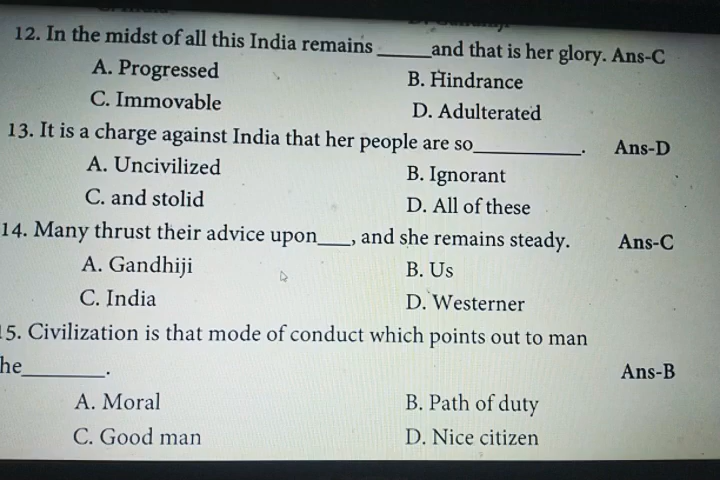 12. In the midst of all this India remains _____and that is her glory. Ans-C
A. Progressed B. Hindrance
C. Immovable D. Adulterated
13. It is a charge against India that her people are so__________. Ans-D
A. Uncivilized B. Ignorant
C. and stolid D. All of these
14. Many thrust their advice upon___, and she remains steady. Ans-C
A. Gandhiji B. Us
C. India D. Westerner
15. Civilization is that mode of conduct which points out to man
he________. Ans-B
A. Moral B. Path of duty
C. Good man D. Nice citizen